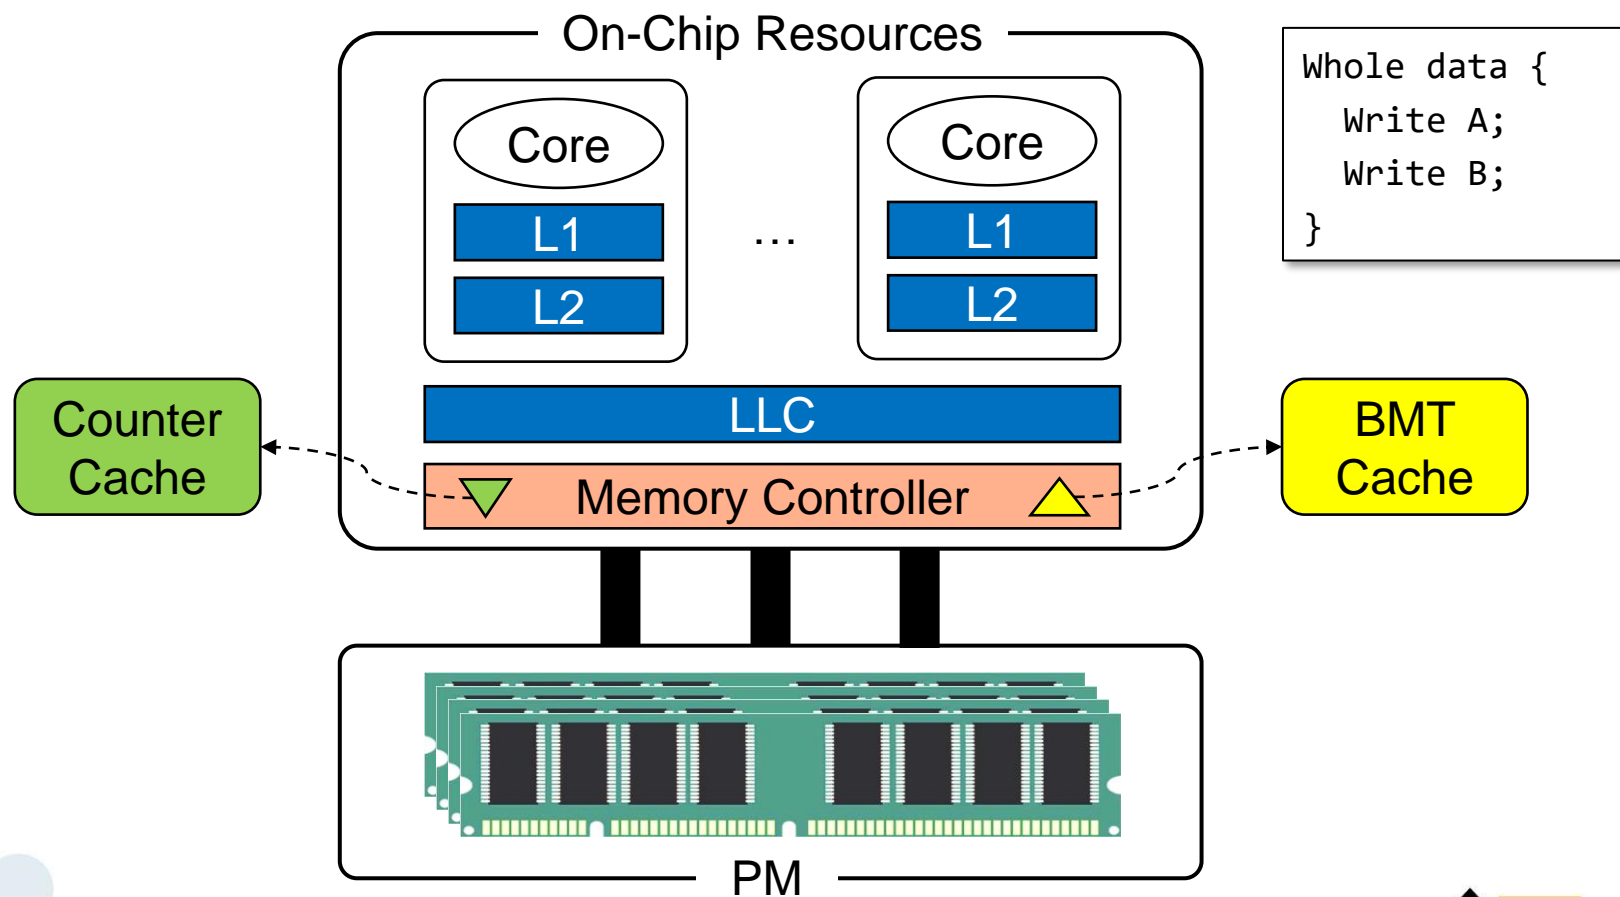 On-Chip Resources
Whole data {
Write A;
Write B;
}
Core
Core
L1
...
L1
L2
L2
Counter
Cache
LLC
BMT
Cache
Memory Controller
PM